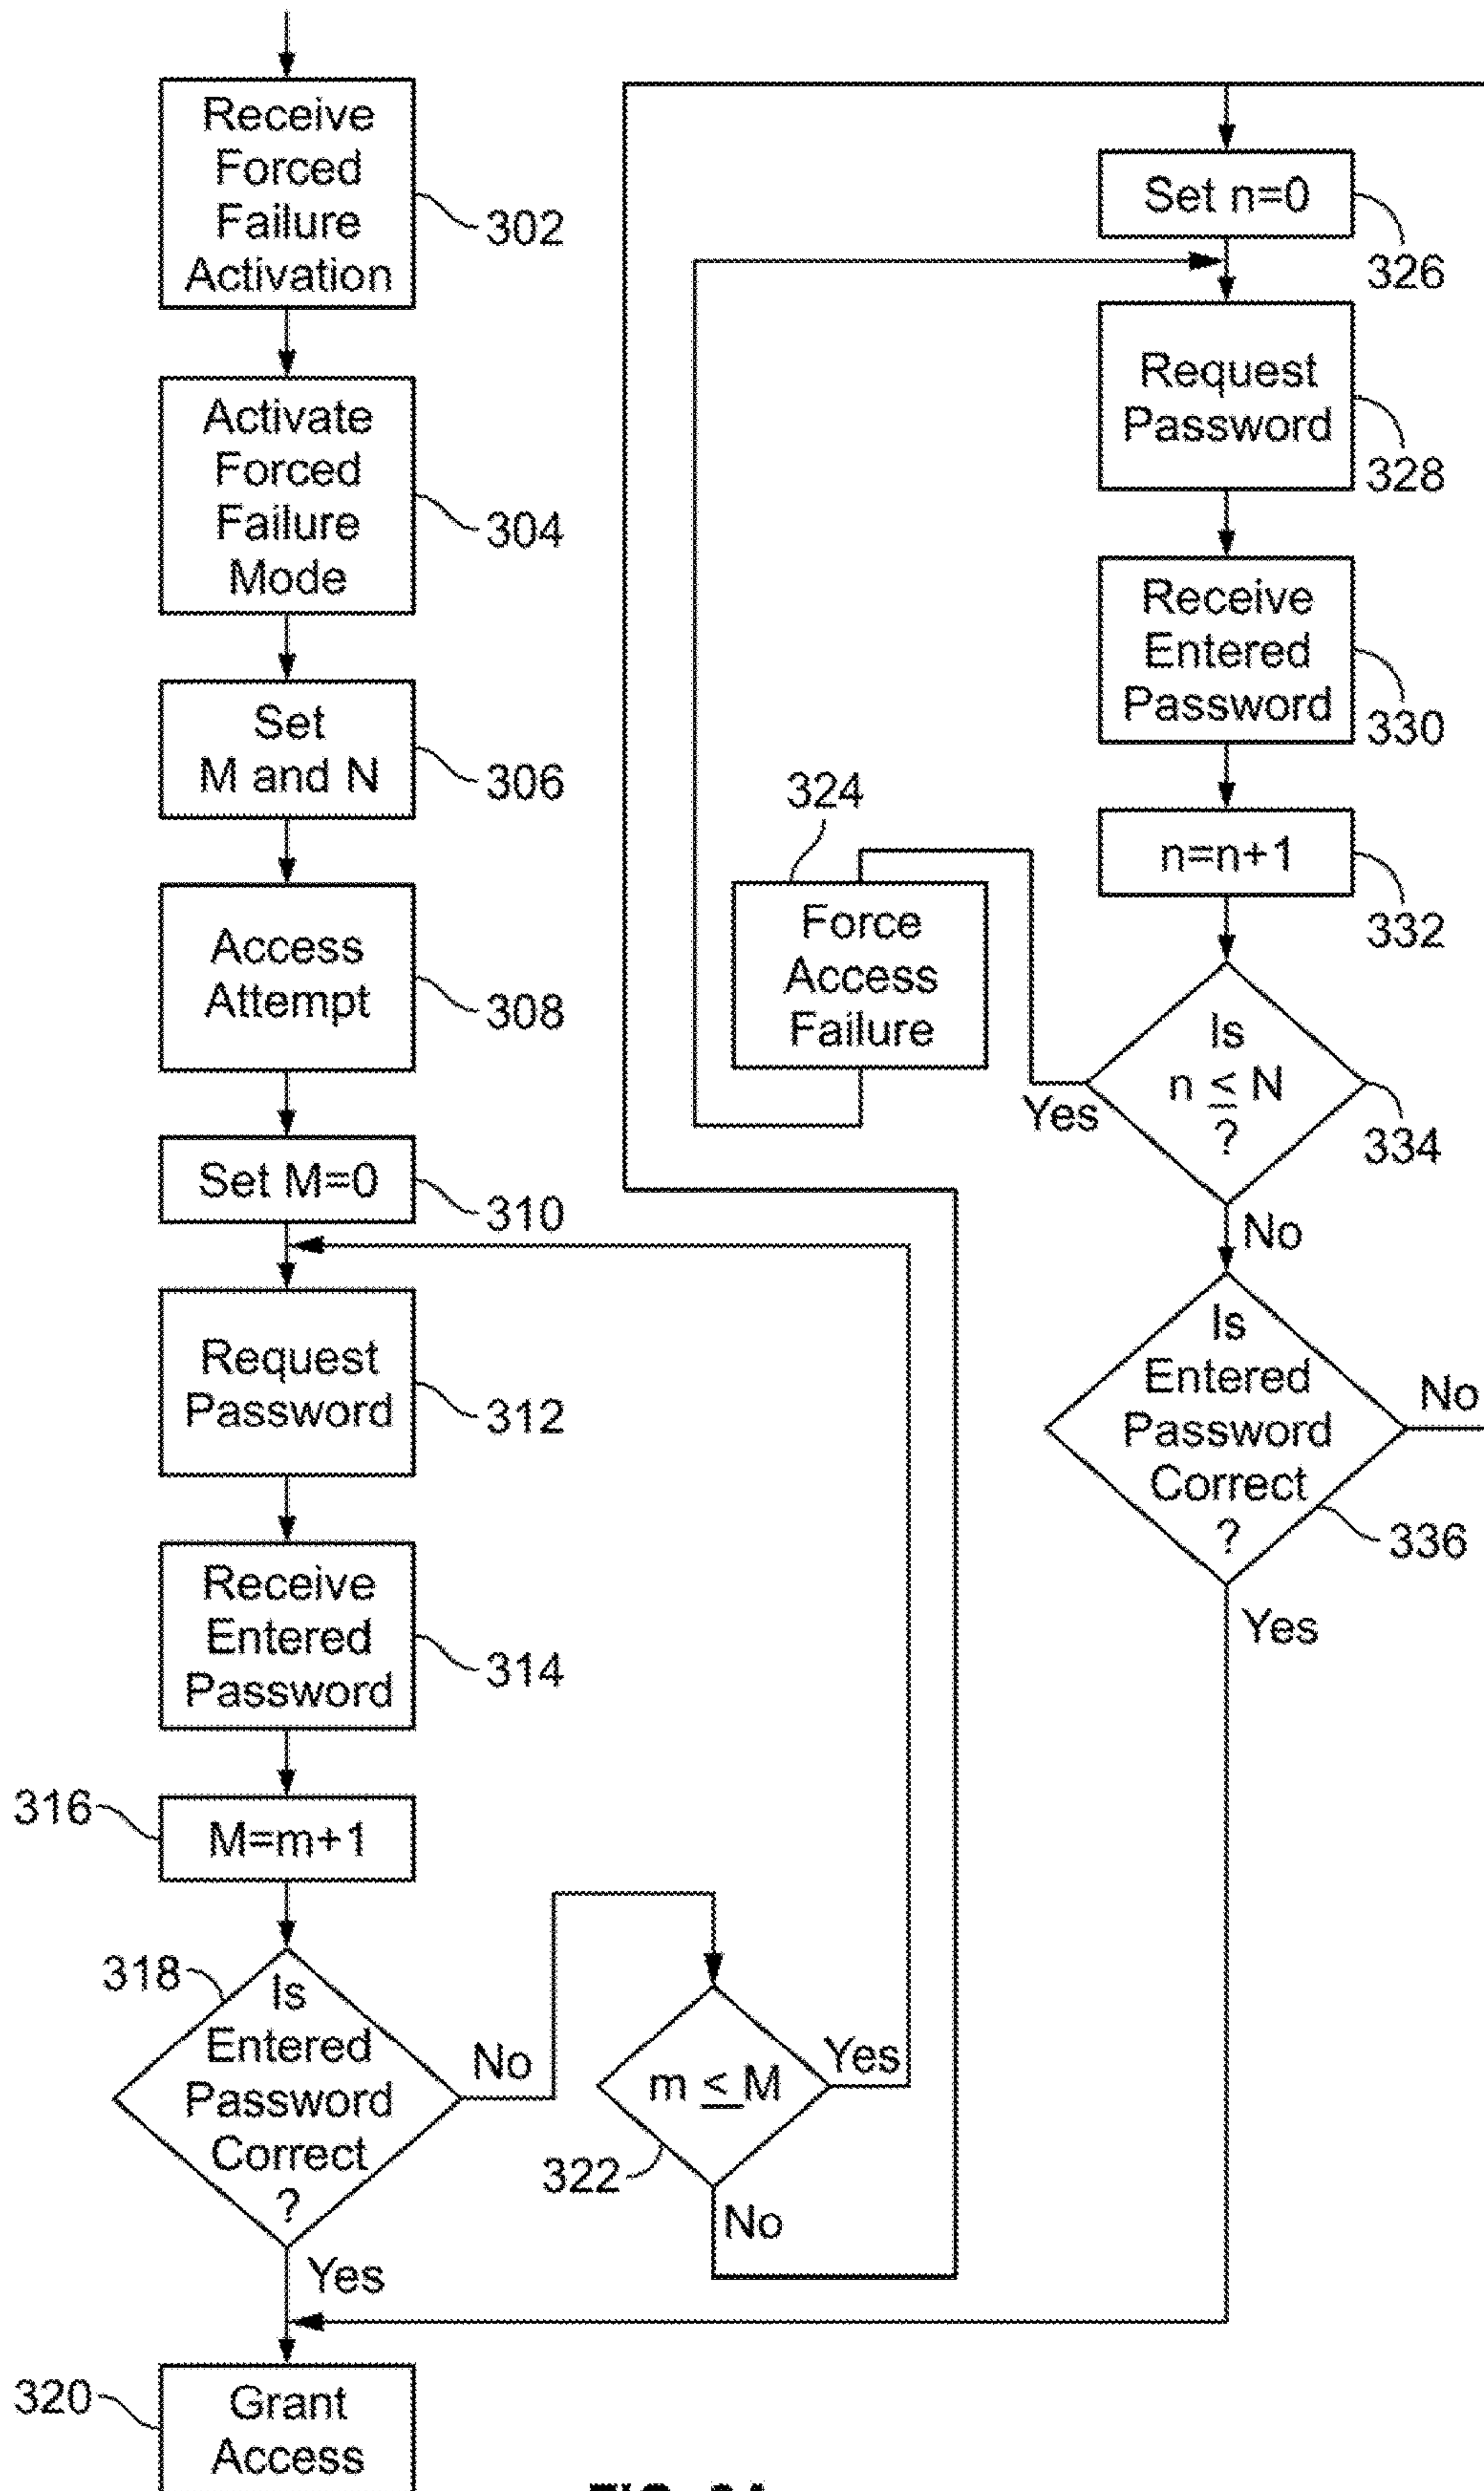 Receive
Forced
Failure
Activation
302
Activate
Forced
Failure
Mode
304
Set
M and N
306
Access
Attempt
308
Set M=0
310
Request
Password
312
Receive
Entered
Password
314
316
M=m+1
318
Is
Entered
Password
Correct
?
No
Yes
m ≤ M
Yes
322
No
320
Grant
Access
Set n=0
326
Request
Password
328
Receive
Entered
Password
330
n=n+1
332
324
Force
Access
Failure
Is
n ≤ N
?
Yes
334
No
Is
Entered
Password
Correct
?
No
336
Yes